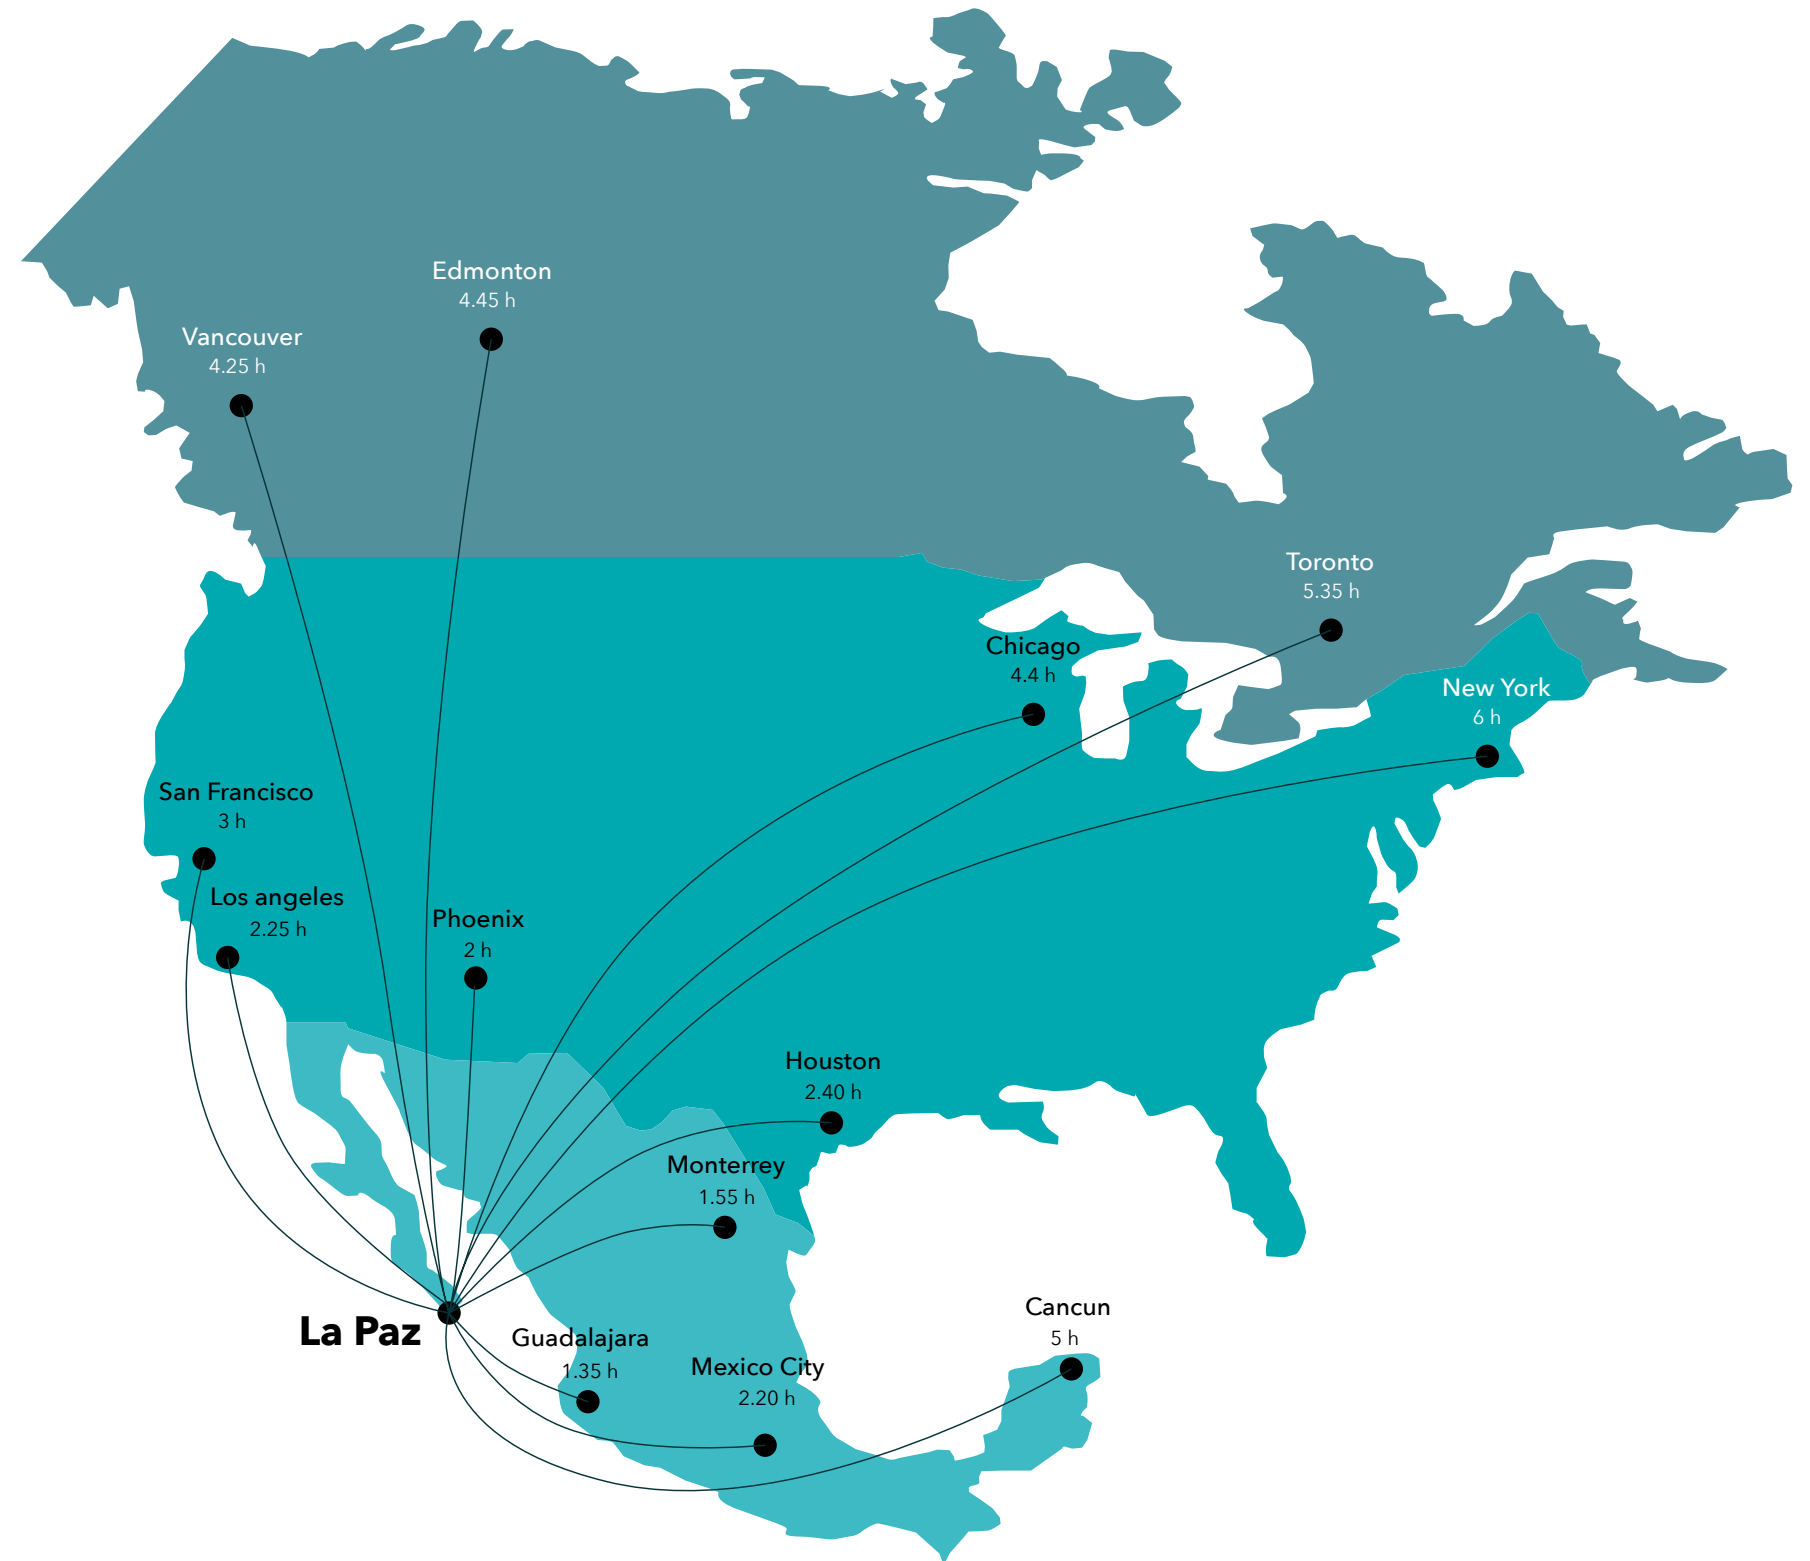 Edmonton
4.45 h
Vancouver
4.25 h
Toronto
5.35 h
Chicago
4.4 h
New York
6 h
San Francisco
3 h
Los angeles
2.25 h
Phoenix
2 h
Houston
2.40 h
Monterrey
1.55 h
La Paz
Cancun
5 h
Guadalajara
1.35 h
Mexico City
2.20 h